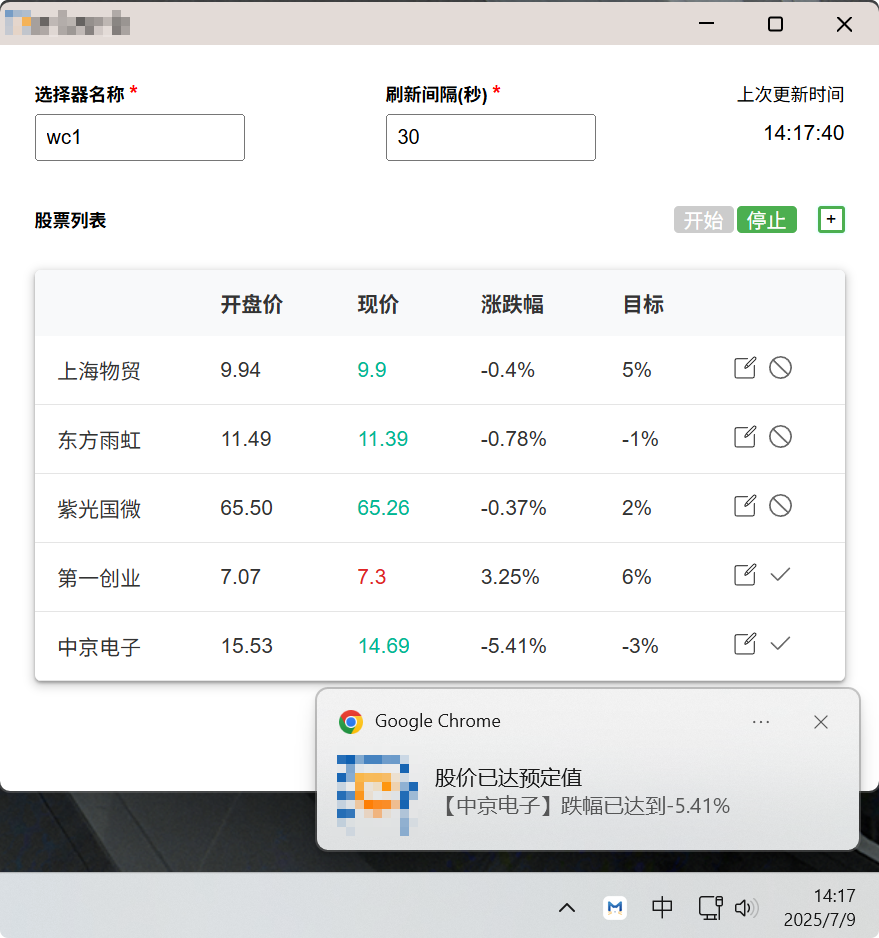 选择器名称 *
刷新间隔(秒) *
上次更新时间
wc1
30
14:17:40
股票列表
开始
停止
+
开盘价 现价 涨跌幅 目标
上海物贸 9.94 9.9 -0.4% 5%
东方雨虹 11.49 11.39 -0.78% -1%
紫光国微 65.50 65.26 -0.37% 2%
第一创业 7.07 7.3 3.25% 6%
中京电子 15.53 14.69 -5.41% -3%
Google Chrome
股价已达预定值
【中京电子】跌幅已达到-5.41%
中
14:17
2025/7/9